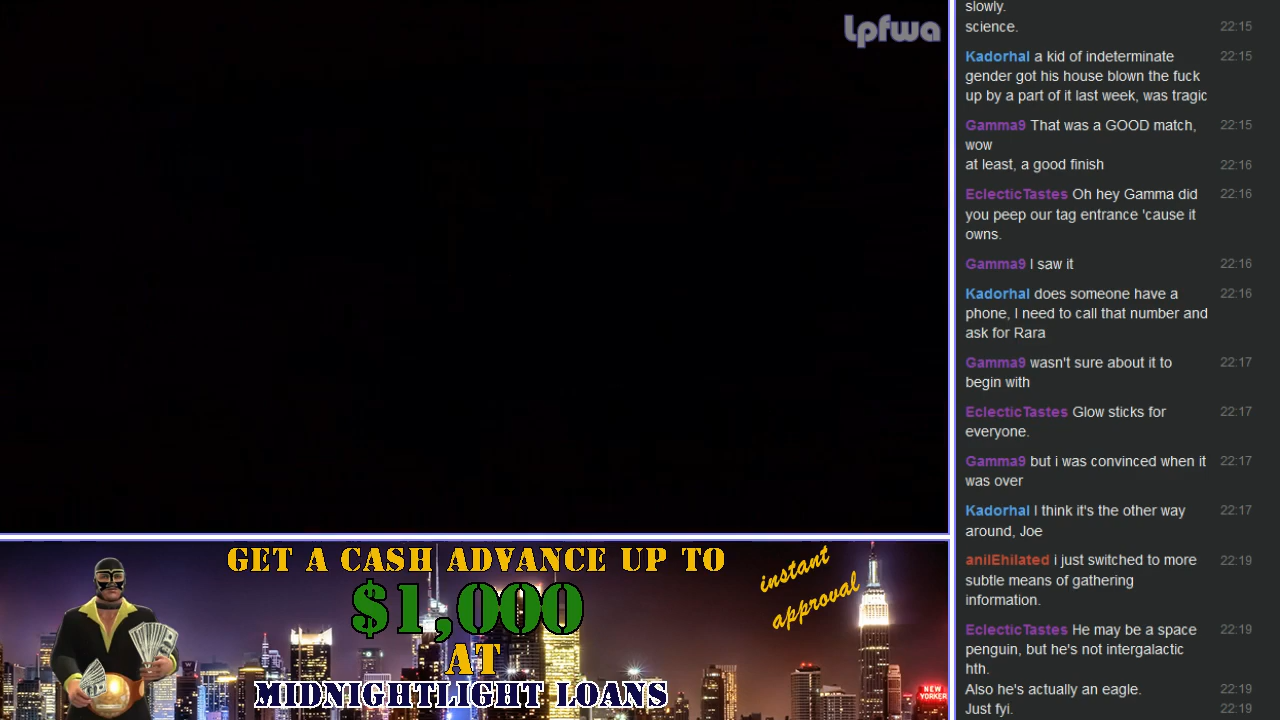 lpfwa
slowly.
science. 22:15
Kadorhal a kid of indeterminate 22:15
gender got his house blown the fuck
up by a part of it last week, was tragic
Gamma9 That was a GOOD match, 22:15
wow
at least, a good finish 22:16
EclecticTastes Oh hey Gamma did 22:16
you peep our tag entrance 'cause it
owns.
Gamma9 I saw it 22:16
Kadorhal does someone have a 22:16
phone, I need to call that number and
ask for Rara
Gamma9 wasn't sure about it to 22:17
begin with
EclecticTastes Glow sticks for 22:17
everyone.
Gamma9 but i was convinced when it 22:17
was over
Kadorhal I think it's the other way 22:17
around, Joe
anilEhilated i just switched to more 22:19
subtle means of gathering
information.
EclecticTastes He may be a space 22:19
penguin, but he's not intergalactic
hth.
Also he's actually an eagle. 22:19
Just fyi. 22:19
GET A CASH ADVANCE UP TO
$1,000
AT
MIDNIGHTLIGHT LOANS
instant
approval
NEW
YORKER